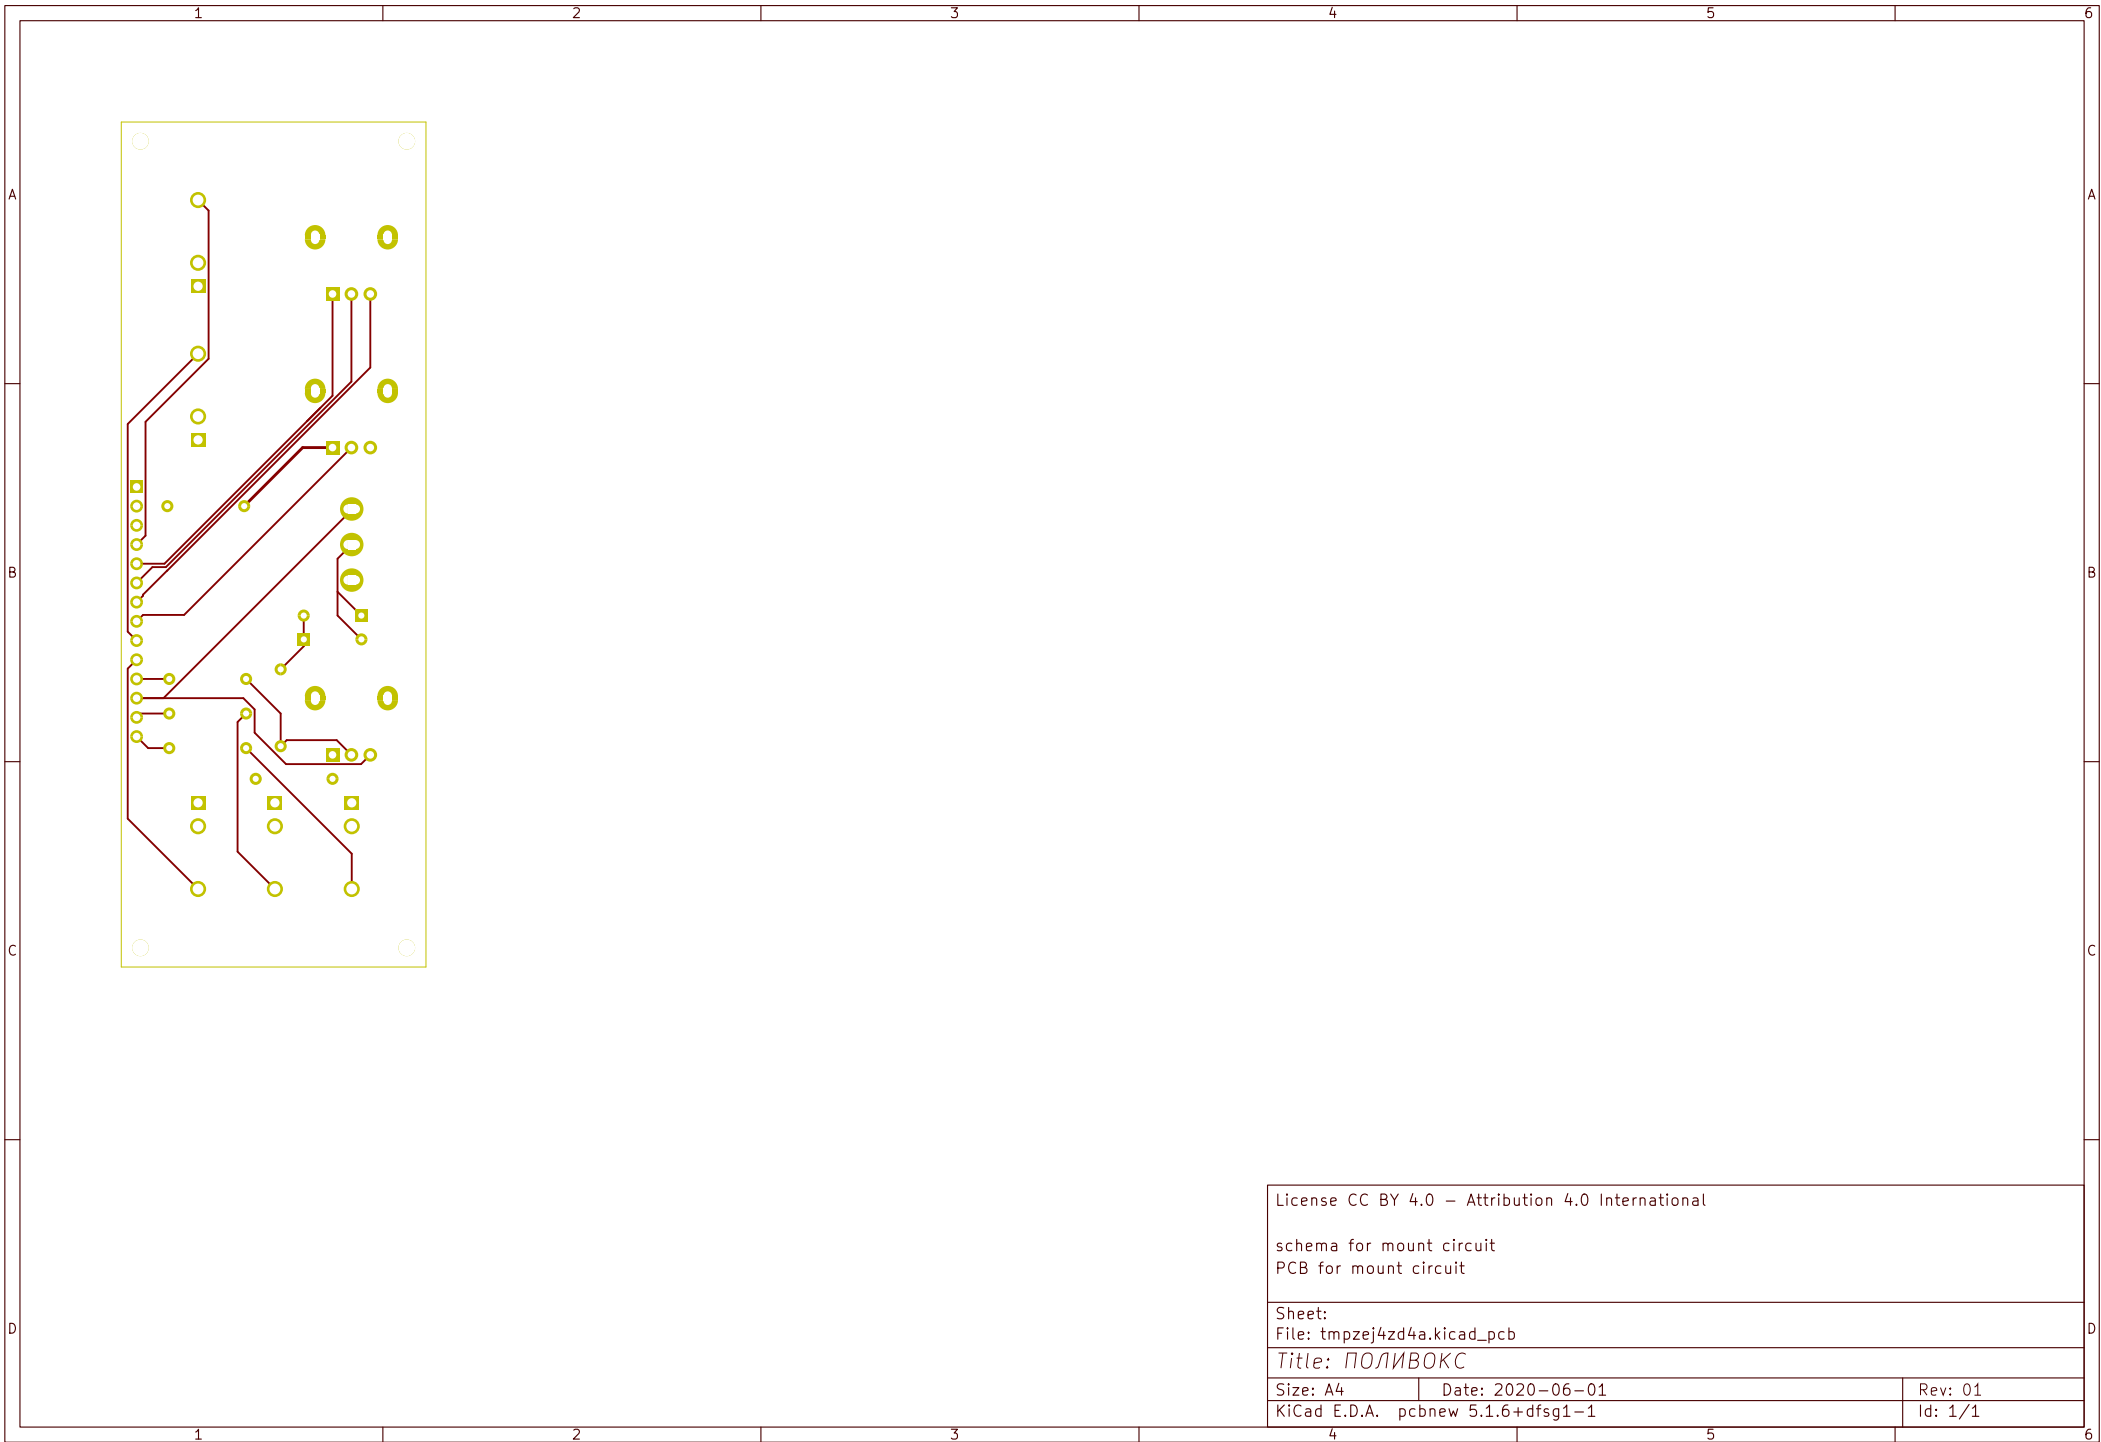 1 2 3 4 5 6
A A
B B
C C
License CC BY 4.0 - Attribution 4.0 International
schema for mount circuit
PCB for mount circuit
Sheet:
D D
File: tmpzej4zd4a.kicad_pcb
Title: ПОЛИВОКС
Size: A4 Date: 2020-06-01 Rev: 01
KiCad E.D.A. pcbnew 5.1.6+dfsg1-1 Id: 1/1
1 2 3 4 5 6